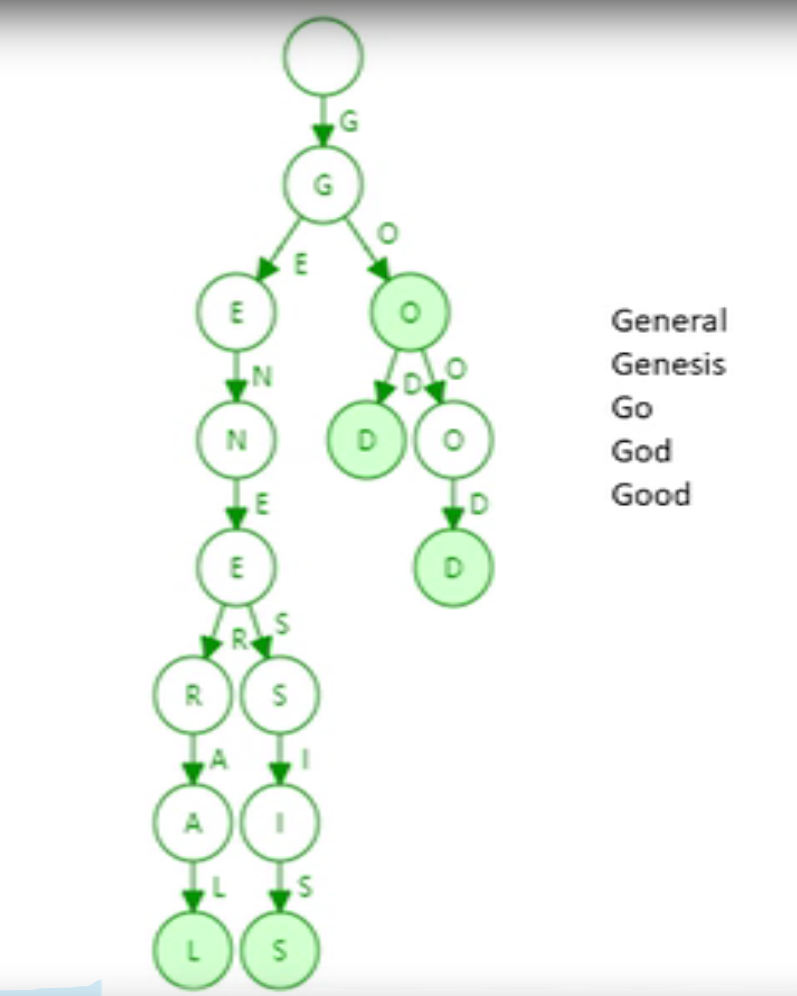 G
G
E O
E O
N D O
N D O
E D
E D
R S
R S
A I
A I
L S
L S
General
Genesis
Go
God
Good